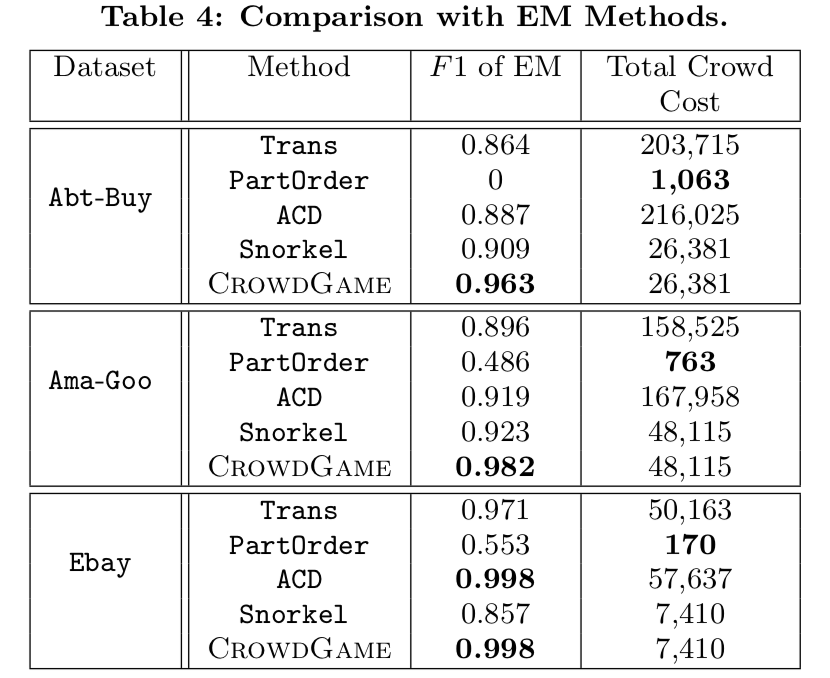 Table 4: Comparison with EM Methods.
Dataset Method F1 of EM Total Crowd
Cost
Trans 0.864 203,715
PartOrder 0 1,063
Abt-Buy
ACD 0.887 216,025
Snorkel 0.909 26,381
CROWDGAME 0.963 26,381
Trans 0.896 158,525
PartOrder 0.486 763
Ama-Goo
ACD 0.919 167,958
Snorkel 0.923 48,115
CROWDGAME 0.982 48,115
Trans 0.971 50,163
PartOrder 0.553 170
Ebay
ACD 0.998 57,637
Snorkel 0.857 7,410
CROWDGAME 0.998 7,410